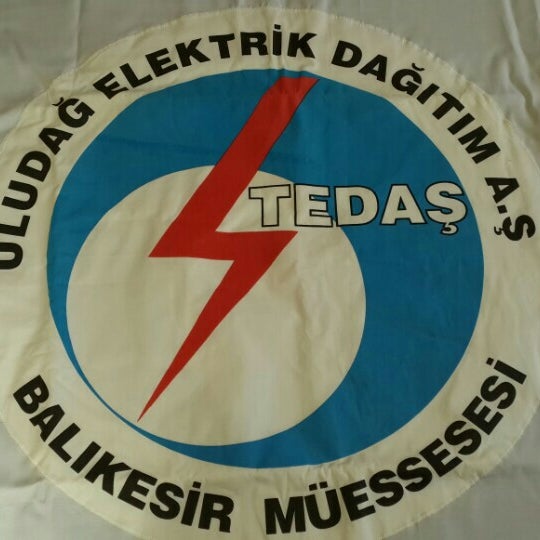 ULUDAĞ ELEKTRİK DAĞITIM A.Ş
TEDAŞ
BALIKESİR MÜESSESESİ